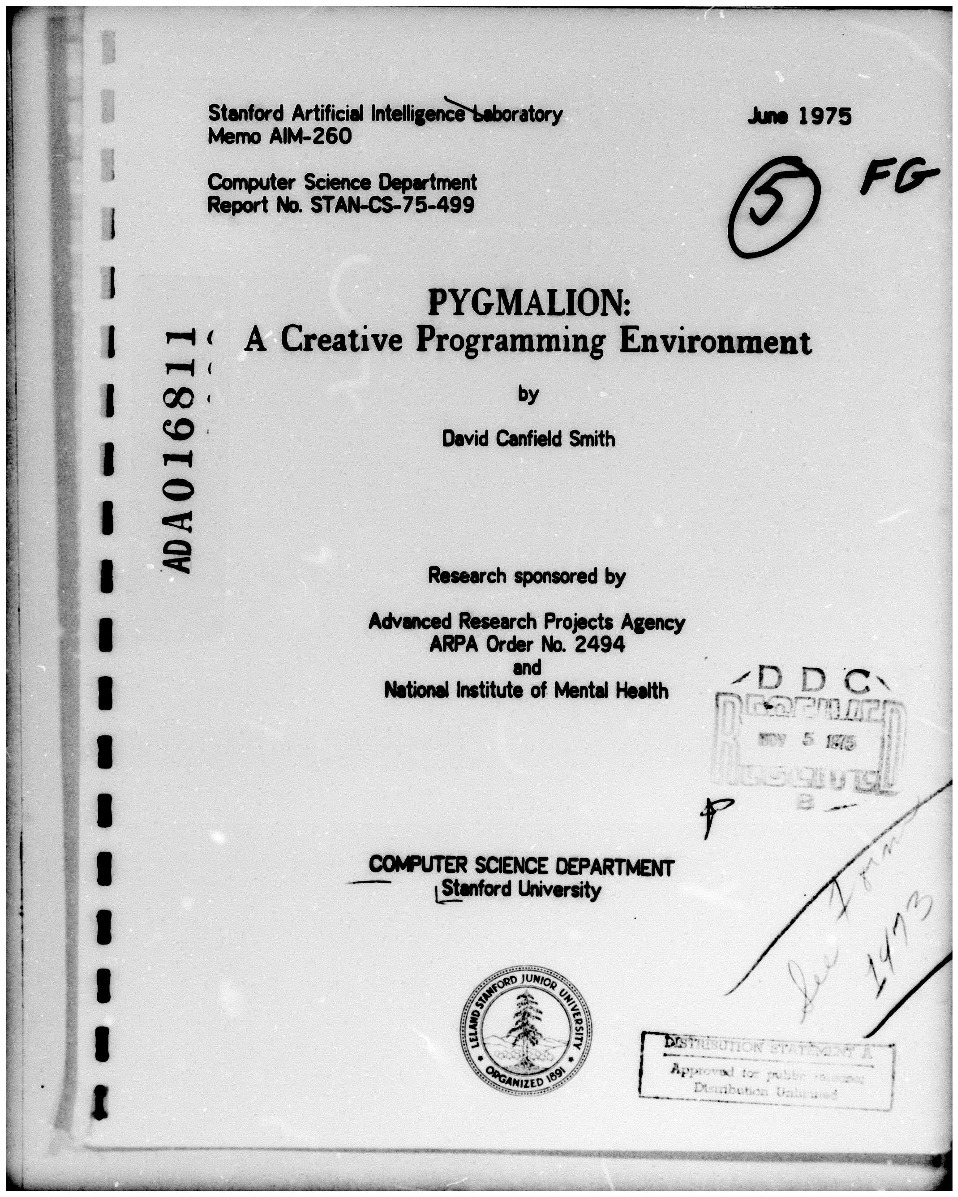 Stanford Artificial Intelligence Laboratory
Memo AIM-260
June 1975
Computer Science Department
Report No. STAN-CS-75-499
5
FG
PYGMALION:
A Creative Programming Environment
by
David Canfield Smith
ADA016811
Research sponsored by
Advanced Research Projects Agency
ARPA Order No. 2494
and
National Institute of Mental Health
DDC
NOV 5 1975
B
COMPUTER SCIENCE DEPARTMENT
Stanford University
See Form
1473
LELAND STANFORD JUNIOR UNIVERSITY
ORGANIZED 1891
DISTRIBUTION STATEMENT A
Approved for public release;
Distribution Unlimited